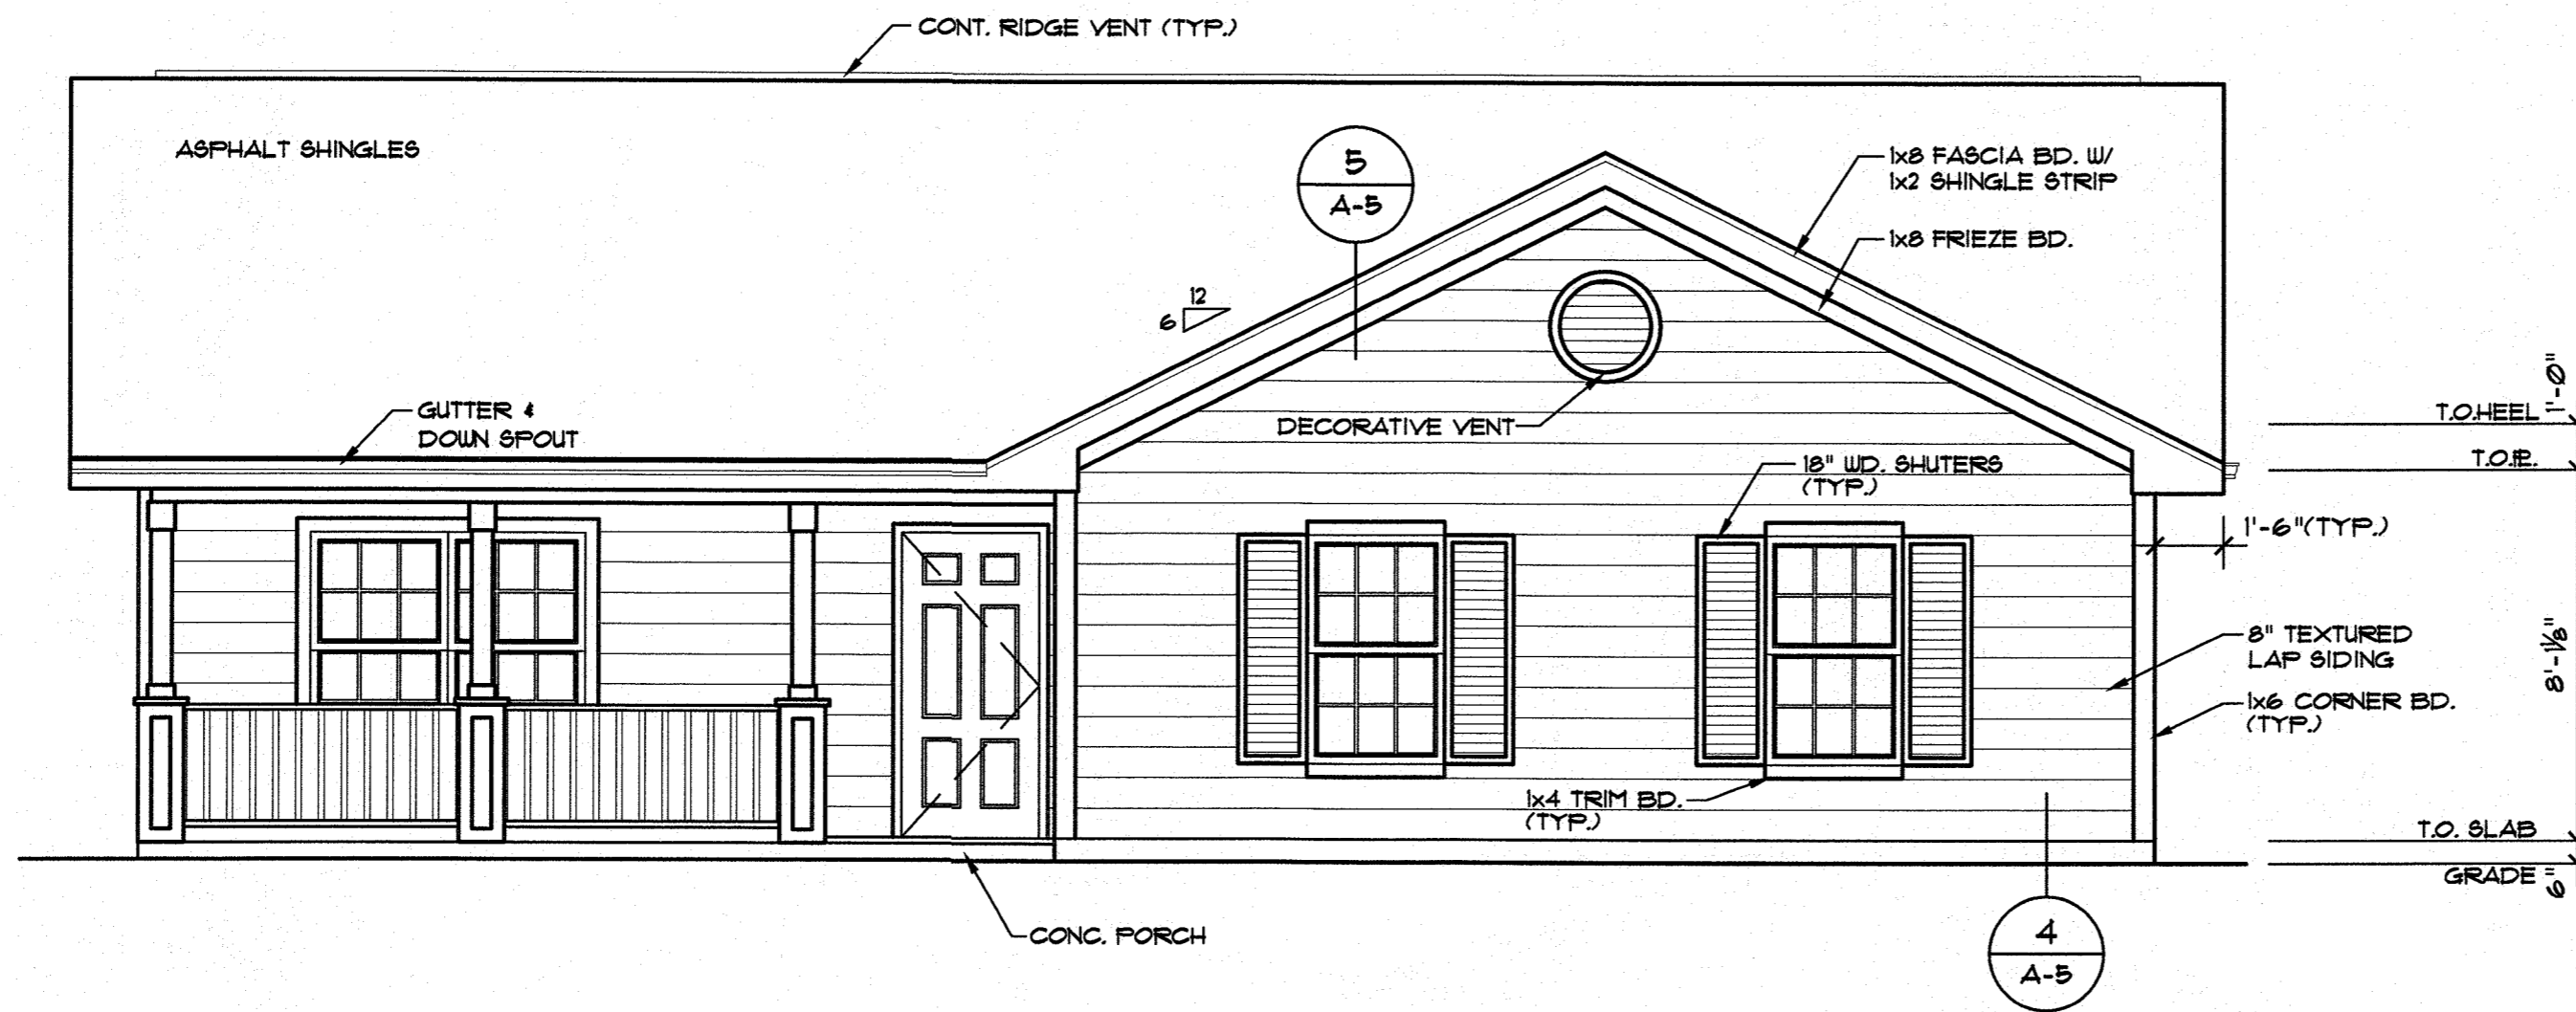 CONT. RIDGE VENT (TYP.)
ASPHALT SHINGLES
5
A-5
1x8 FASCIA BD. W/
1x2 SHINGLE STRIP
1x8 FRIEZE BD.
12
6
GUTTER &
DOWN SPOUT
DECORATIVE VENT
18" WD. SHUTERS
(TYP.)
T.O.HEEL
1'-0"
T.O.P.
1'-6"(TYP.)
8" TEXTURED
LAP SIDING
8'-1/8"
1x6 CORNER BD.
(TYP.)
1x4 TRIM BD.
(TYP.)
T.O. SLAB
GRADE
6"
CONC. PORCH
4
A-5